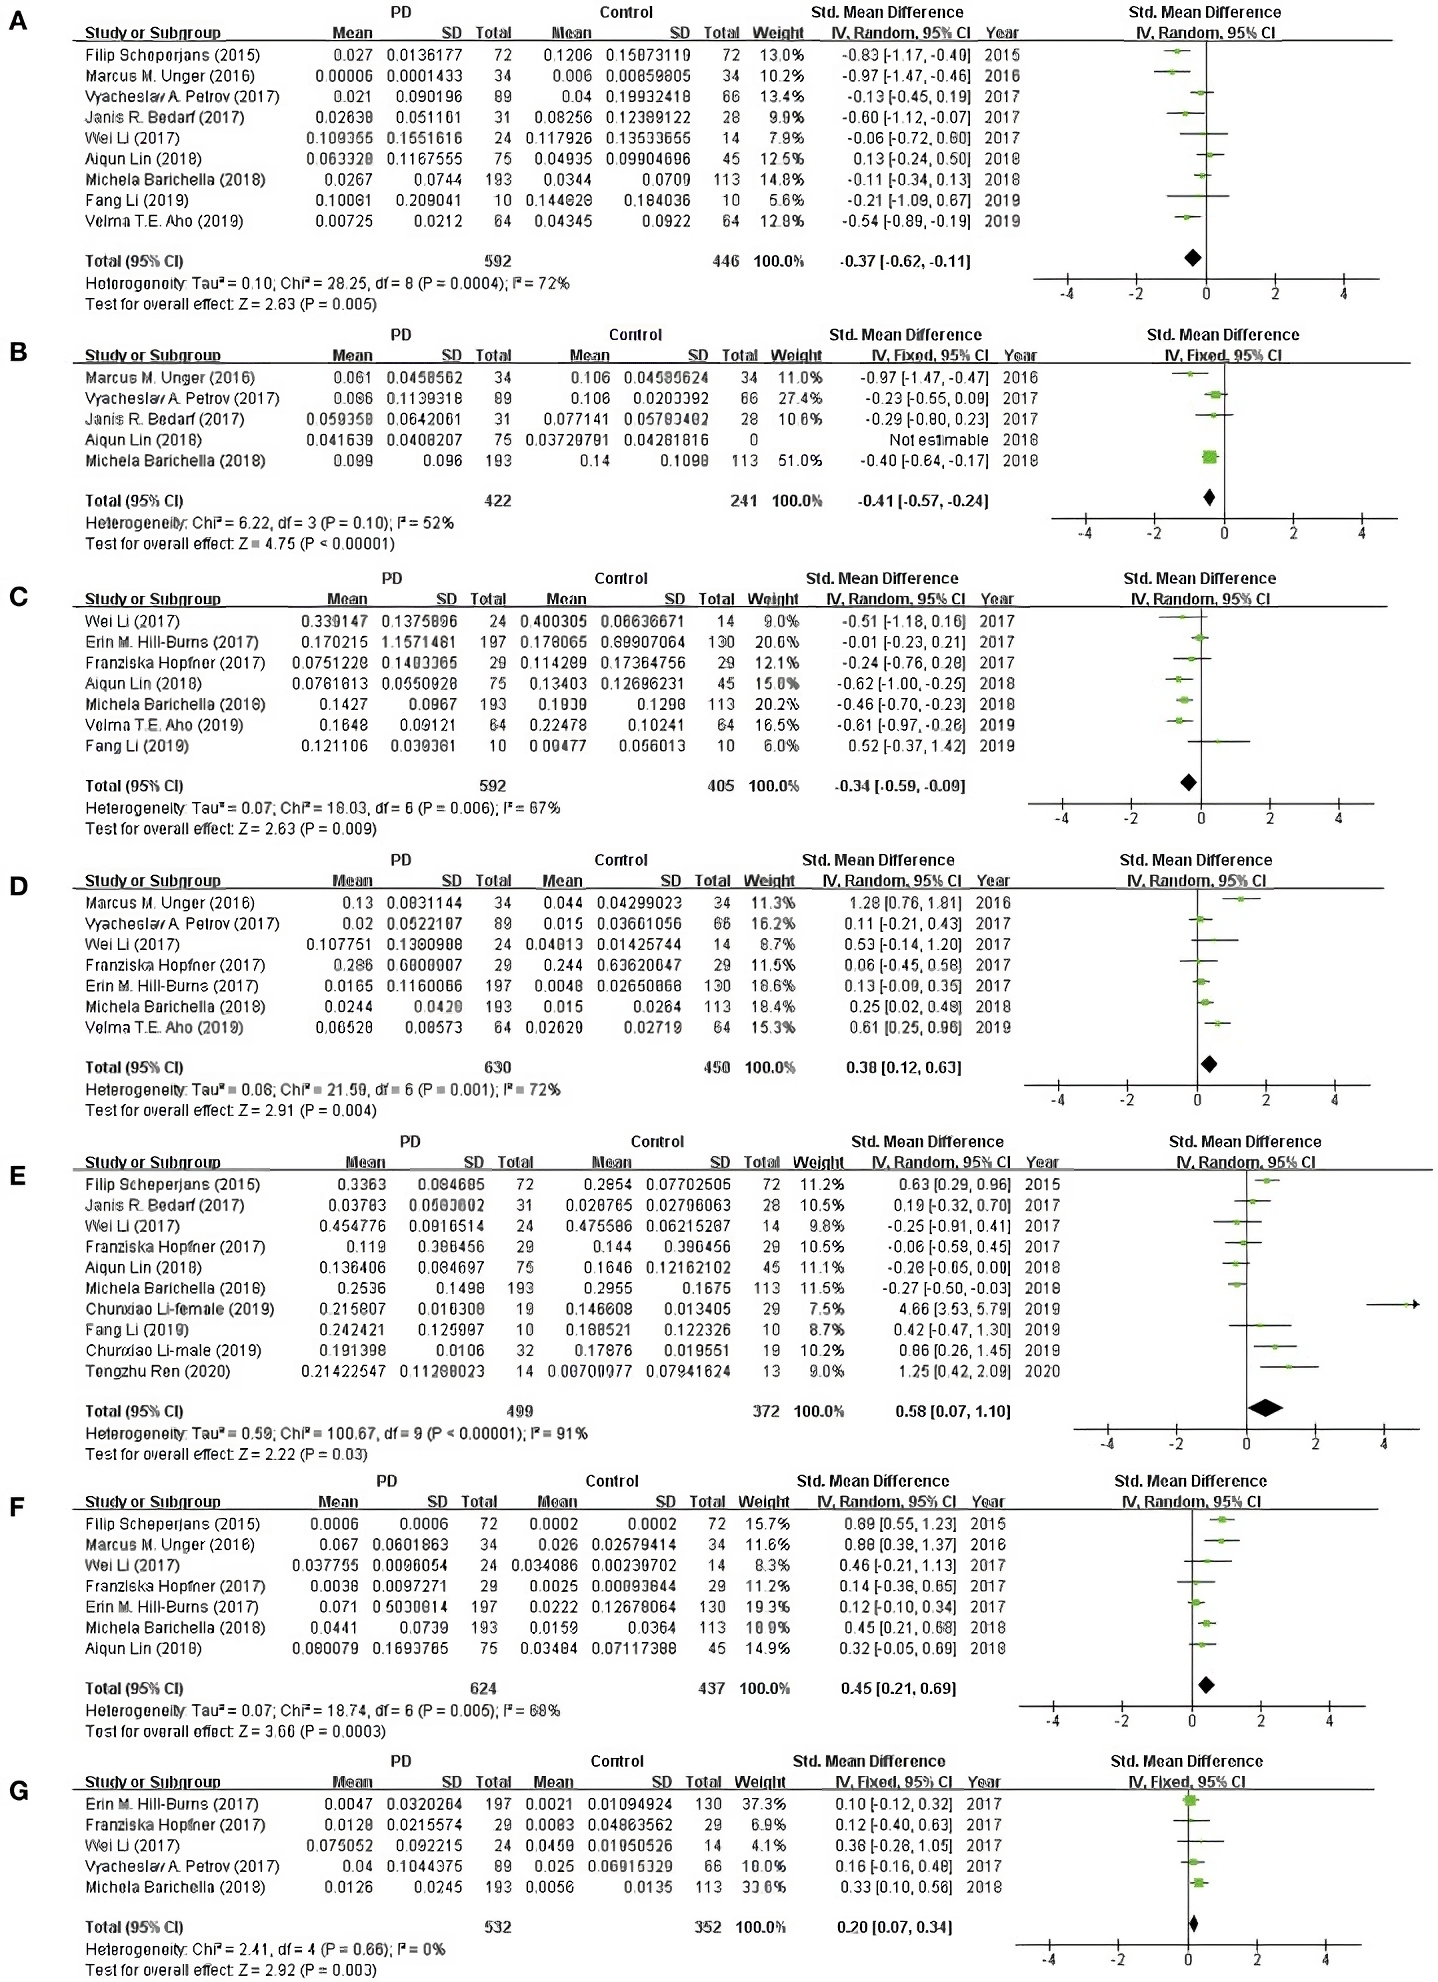 A
PD Control Std. Mean Difference Std. Mean Difference
Study or Subgroup Mean SD Total Mean SD Total Weight IV, Random, 95% CI Year IV, Random, 95% CI
Filip Scheperjans (2015) 0.027 0.0136177 72 0.1206 0.15873119 72 13.0% -0.83 [-1.17, -0.49] 2015
Marcus M. Unger (2016) 0.00006 0.0001433 34 0.006 0.00859805 34 10.2% -0.97 [-1.47, -0.46] 2016
Vyacheslav A. Petrov (2017) 0.021 0.090196 89 0.04 0.19932418 66 13.4% -0.13 [-0.45, 0.19] 2017
Janis R. Bedarf (2017) 0.02638 0.051161 31 0.08256 0.12389122 28 9.9% -0.60 [-1.12, -0.07] 2017
Wei Li (2017) 0.109355 0.1551616 24 0.117926 0.13533655 14 7.9% -0.06 [-0.72, 0.60] 2017
Aiqun Lin (2018) 0.063328 0.1167555 75 0.04935 0.09904696 45 12.5% 0.13 [-0.24, 0.50] 2018
Michela Barichella (2018) 0.0267 0.0744 193 0.0344 0.0709 113 14.8% -0.11 [-0.34, 0.13] 2018
Fang Li (2019) 0.10061 0.209041 10 0.144828 0.184036 10 5.6% -0.21 [-1.09, 0.67] 2019
Velma T.E. Aho (2019) 0.00725 0.0212 64 0.04345 0.0922 64 12.8% -0.54 [-0.89, -0.19] 2019
Total (95% CI) 592 446 100.0% -0.37 [-0.62, -0.11]
Heterogeneity: Tau² = 0.10; Chi² = 28.25, df = 8 (P = 0.0004); I² = 72%
-4 -2 0 2 4
Test for overall effect: Z = 2.83 (P = 0.005)
B
PD Control Std. Mean Difference Std. Mean Difference
Study or Subgroup Mean SD Total Mean SD Total Weight IV, Fixed, 95% CI Year IV, Fixed, 95% CI
Marcus M. Unger (2016) 0.061 0.0458562 34 0.106 0.04585624 34 11.0% -0.97 [-1.47, -0.47] 2016
Vyacheslav A. Petrov (2017) 0.086 0.1139318 89 0.106 0.0203392 66 27.4% -0.23 [-0.55, 0.09] 2017
Janis R. Bedarf (2017) 0.059358 0.0642061 31 0.077141 0.05783402 28 10.6% -0.29 [-0.80, 0.23] 2017
Aiqun Lin (2018) 0.041639 0.0408207 75 0.03729791 0.04281816 0 Not estimable 2018
Michela Barichella (2018) 0.099 0.096 193 0.14 0.1098 113 51.0% -0.40 [-0.64, -0.17] 2018
Total (95% CI) 422 241 100.0% -0.41 [-0.57, -0.24]
Heterogeneity: Chi² = 6.22, df = 3 (P = 0.10); I² = 52%
-4 -2 0 2 4
Test for overall effect: Z = 4.75 (P < 0.00001)
C
PD Control Std. Mean Difference Std. Mean Difference
Study or Subgroup Mean SD Total Mean SD Total Weight IV, Random, 95% CI Year IV, Random, 95% CI
Wei Li (2017) 0.339147 0.1375896 24 0.400305 0.06636671 14 9.0% -0.51 [-1.18, 0.16] 2017
Erin M. Hill-Burns (2017) 0.170215 1.1571481 197 0.178065 0.69907064 130 20.6% -0.01 [-0.23, 0.21] 2017
Franziska Hopfner (2017) 0.0751228 0.1403365 29 0.114289 0.17364756 29 12.1% -0.24 [-0.76, 0.28] 2017
Aiqun Lin (2018) 0.0781813 0.0550928 75 0.13403 0.12696231 45 15.6% -0.62 [-1.00, -0.25] 2018
Michela Barichella (2018) 0.1427 0.0967 193 0.1939 0.1298 113 20.2% -0.46 [-0.70, -0.23] 2018
Velma T.E. Aho (2019) 0.1648 0.09121 64 0.22478 0.10241 64 16.5% -0.61 [-0.97, -0.26] 2019
Fang Li (2019) 0.121106 0.039361 10 0.09477 0.056013 10 6.0% 0.52 [-0.37, 1.42] 2019
Total (95% CI) 592 405 100.0% -0.34 [-0.59, -0.09]
Heterogeneity: Tau² = 0.07; Chi² = 18.03, df = 6 (P = 0.006); I² = 67%
-4 -2 0 2 4
Test for overall effect: Z = 2.63 (P = 0.009)
D
PD Control Std. Mean Difference Std. Mean Difference
Study or Subgroup Mean SD Total Mean SD Total Weight IV, Random, 95% CI Year IV, Random, 95% CI
Marcus M. Unger (2016) 0.13 0.0831144 34 0.044 0.04299023 34 11.3% 1.28 [0.76, 1.81] 2016
Vyacheslav A. Petrov (2017) 0.02 0.0522107 89 0.015 0.03661056 66 16.2% 0.11 [-0.21, 0.43] 2017
Wei Li (2017) 0.107751 0.1300908 24 0.04813 0.01425744 14 8.7% 0.53 [-0.14, 1.20] 2017
Franziska Hopfner (2017) 0.286 0.6800907 29 0.244 0.63620647 29 11.5% 0.06 [-0.45, 0.58] 2017
Erin M. Hill-Burns (2017) 0.0165 0.1160066 197 0.0048 0.02650066 130 18.6% 0.13 [-0.09, 0.35] 2017
Michela Barichella (2018) 0.0244 0.0428 193 0.015 0.0264 113 18.4% 0.25 [0.02, 0.48] 2018
Velma T.E. Aho (2019) 0.06528 0.08573 64 0.02620 0.02719 64 15.3% 0.61 [0.25, 0.96] 2019
Total (95% CI) 630 450 100.0% 0.38 [0.12, 0.63]
Heterogeneity: Tau² = 0.08; Chi² = 21.59, df = 6 (P = 0.001); I² = 72%
-4 -2 0 2 4
Test for overall effect: Z = 2.91 (P = 0.004)
E
PD Control Std. Mean Difference Std. Mean Difference
Study or Subgroup Mean SD Total Mean SD Total Weight IV, Random, 95% CI Year IV, Random, 95% CI
Filip Scheperjans (2015) 0.3363 0.084685 72 0.2854 0.07702605 72 11.2% 0.63 [0.29, 0.96] 2015
Janis R. Bedarf (2017) 0.03783 31 0.028765 0.02796063 28 10.5% 0.19 [-0.32, 0.70] 2017
Wei Li (2017) 0.454776 0.0916514 24 0.475586 0.06215287 14 9.8% -0.25 [-0.91, 0.41] 2017
Franziska Hopfner (2017) 0.119 0.396456 29 0.144 0.396456 29 10.5% -0.06 [-0.58, 0.45] 2017
Aiqun Lin (2018) 0.136406 0.084697 75 0.1646 0.12162102 45 11.1% -0.28 [-0.65, 0.09] 2018
Michela Barichella (2018) 0.2536 0.1498 193 0.2955 0.1675 113 11.5% -0.27 [-0.50, -0.03] 2018
Chunxiao Li-female (2019) 0.215807 0.016308 19 0.146608 0.013405 29 7.5% 4.66 [3.53, 5.79] 2019
Fang Li (2019) 0.242421 0.125997 10 0.188521 0.122326 10 8.7% 0.42 [-0.47, 1.30] 2019
Chunxiao Li-male (2019) 0.191398 0.0106 32 0.17876 0.019551 19 10.2% 0.86 [0.26, 1.45] 2019
Tengzhu Ren (2020) 0.21422547 0.11288023 14 0.07941624 13 9.0% 1.25 [0.42, 2.09] 2020
Total (95% CI) 499 372 100.0% 0.58 [0.07, 1.10]
Heterogeneity: Tau² = 0.59; Chi² = 100.67, df = 9 (P < 0.00001); I² = 91%
-4 -2 0 2 4
Test for overall effect: Z = 2.22 (P = 0.03)
F
PD Control Std. Mean Difference Std. Mean Difference
Study or Subgroup Mean SD Total Mean SD Total Weight IV, Random, 95% CI Year IV, Random, 95% CI
Filip Scheperjans (2015) 0.0006 0.0006 72 0.0002 0.0002 72 15.7% 0.89 [0.55, 1.23] 2015
Marcus M. Unger (2016) 0.067 0.0601863 34 0.026 0.02579414 34 11.6% 0.88 [0.38, 1.37] 2016
Wei Li (2017) 0.037755 0.0096054 24 0.034086 0.00239702 14 8.3% 0.46 [-0.21, 1.13] 2017
Franziska Hopfner (2017) 0.0038 0.0097271 29 0.0025 0.00893844 29 11.2% 0.14 [-0.38, 0.65] 2017
Erin M. Hill-Burns (2017) 0.071 0.5030814 197 0.0222 0.12678064 130 19.3% 0.12 [-0.10, 0.34] 2017
Michela Barichella (2018) 0.0441 0.0739 193 0.0159 0.0364 113 18.9% 0.45 [0.21, 0.68] 2018
Aiqun Lin (2018) 0.080079 0.1693765 75 0.03484 0.07117388 45 14.9% 0.32 [-0.05, 0.69] 2018
Total (95% CI) 624 437 100.0% 0.45 [0.21, 0.69]
Heterogeneity: Tau² = 0.07; Chi² = 18.74, df = 6 (P = 0.005); I² = 68%
-4 -2 0 2 4
Test for overall effect: Z = 3.66 (P = 0.0003)
G
PD Control Std. Mean Difference Std. Mean Difference
Study or Subgroup Mean SD Total Mean SD Total Weight IV, Fixed, 95% CI Year IV, Fixed, 95% CI
Erin M. Hill-Burns (2017) 0.0047 0.0320264 197 0.0021 0.01094924 130 37.3% 0.10 [-0.12, 0.32] 2017
Franziska Hopfner (2017) 0.0128 0.0215574 29 0.0083 0.04863562 29 6.9% 0.12 [-0.40, 0.63] 2017
Wei Li (2017) 0.075052 0.092215 24 0.0459 0.01850526 14 4.1% 0.38 [-0.28, 1.05] 2017
Vyacheslav A. Petrov (2017) 0.04 0.1044375 89 0.025 0.06915329 66 18.0% 0.16 [-0.16, 0.48] 2017
Michela Barichella (2018) 0.0126 0.0245 193 0.0056 0.0135 113 33.6% 0.33 [0.10, 0.56] 2018
Total (95% CI) 532 352 100.0% 0.20 [0.07, 0.34]
Heterogeneity: Chi² = 2.41, df = 4 (P = 0.66); I² = 0%
-4 -2 0 2 4
Test for overall effect: Z = 2.92 (P = 0.003)